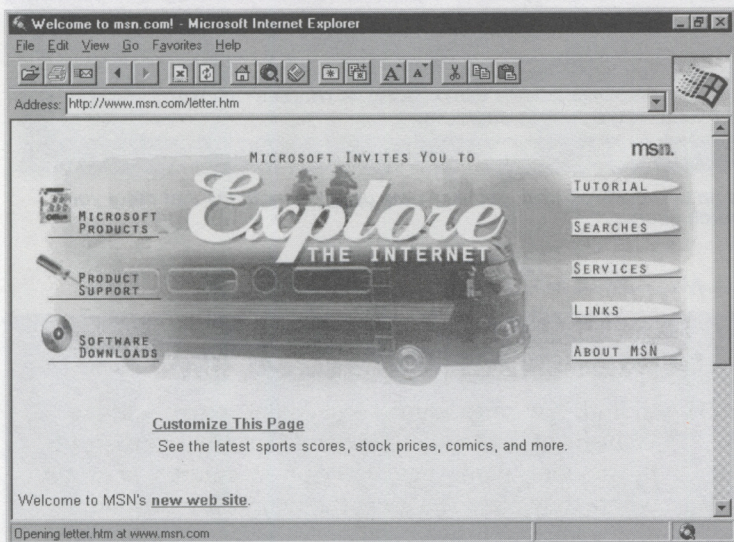 Welcome to msn.com! - Microsoft Internet Explorer
File Edit View Go Favorites Help
A A
Address: http://www.msn.com/letter.htm
MICROSOFT INVITES YOU TO
msn.
Explore
THE INTERNET
Office
MICROSOFT
PRODUCTS
PRODUCT
SUPPORT
SOFTWARE
DOWNLOADS
TUTORIAL
SEARCHES
SERVICES
LINKS
ABOUT MSN
Customize This Page
See the latest sports scores, stock prices, comics, and more.
Welcome to MSN's new web site.
Opening letter.htm at www.msn.com